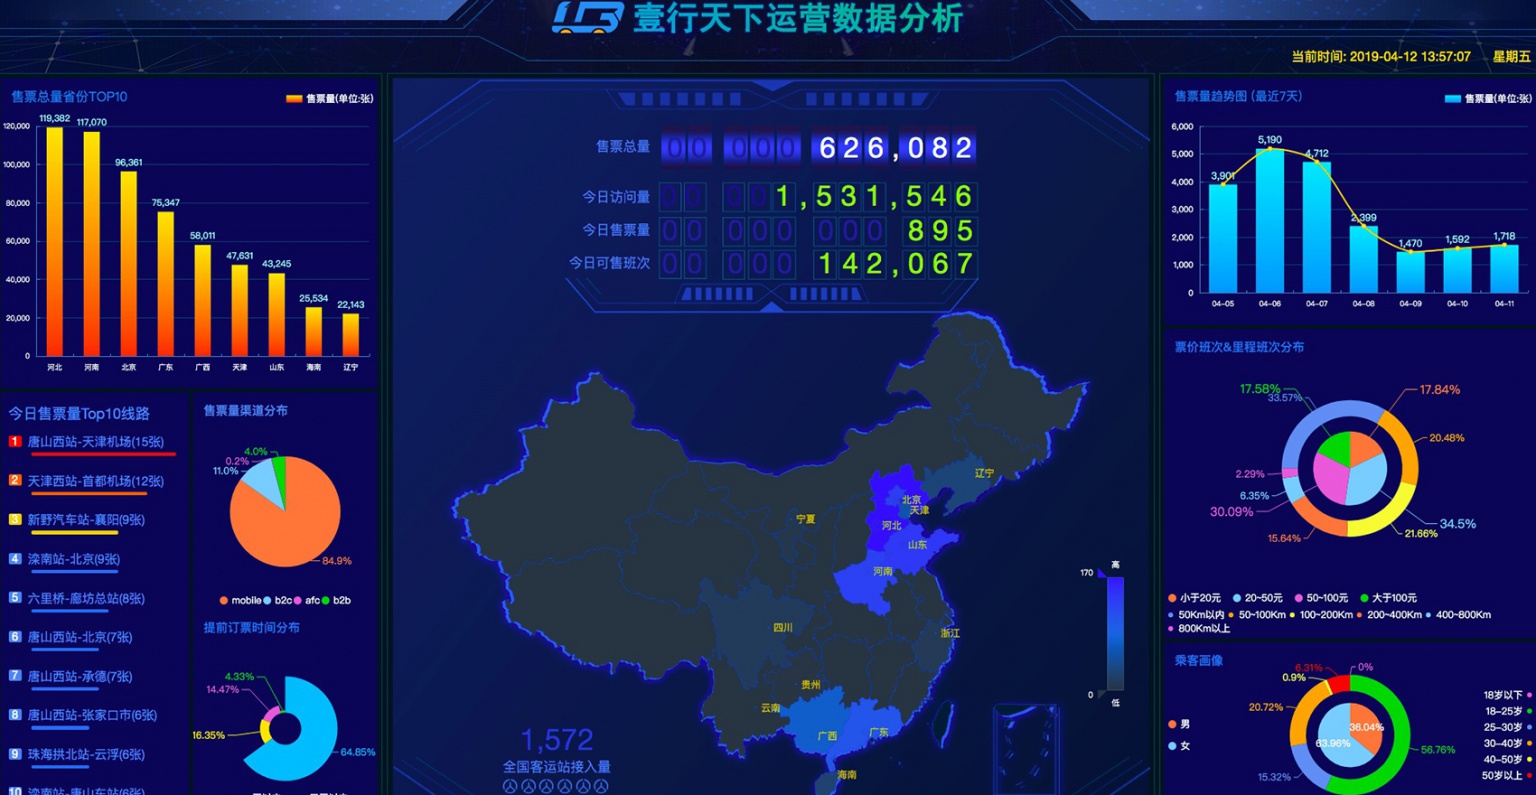 壹行天下运营数据分析
当前时间: 2019-04-12 13:57:07 星期五
售票总量省份TOP10
售票量(单位:张)
120,000
100,000
80,000
60,000
40,000
20,000
0
119,382
117,070
96,361
75,347
58,011
47,631
43,245
25,534
22,143
河北 河南 北京 广东 广西 天津 山东 海南 辽宁
今日售票量Top10线路
1 唐山西站-天津机场(15张)
2 天津西站-首都机场(12张)
3 新野汽车站-襄阳(9张)
4 滦南站-北京(9张)
5 六里桥-廊坊总站(8张)
6 唐山西站-北京(7张)
7 唐山西站-承德(7张)
8 唐山西站-张家口市(6张)
9 珠海拱北站-云浮(6张)
10 滦南站-唐山东站(6张)
售票量渠道分布
4.0%
0.2%
11.0%
84.9%
mobile b2c afc b2b
提前订票时间分布
4.33%
14.47%
16.35%
64.85%
售票总量 00 000 626,082
今日访问量 00 001,531,546
今日售票量 00 000 000 895
今日可售班次 00 000 142,067
辽宁
北京
天津
宁夏
河北
山东
河南
四川
浙江
贵州
云南
广西
广东
海南
高
170
0
低
1,572
全国客运站接入量
售票量趋势图 (最近7天)
售票量(单位:张)
6,000
5,000
4,000
3,000
2,000
1,000
0
3,901
5,190
4,712
2,399
1,470
1,592
1,718
04-05 04-06 04-07 04-08 04-09 04-10 04-11
票价班次&里程班次分布
17.58%
33.57%
17.84%
20.48%
2.29%
6.35%
30.09%
34.5%
21.66%
15.64%
小于20元 20~50元 50~100元 大于100元
50Km以内 50~100Km 100~200Km 200~400Km 400~800Km
800Km以上
乘客画像
6.31%
0%
0.9%
20.72%
36.04%
63.96%
56.76%
15.32%
男
女
18岁以下
18-25岁
25-30岁
30-40岁
40-50岁
50岁以上